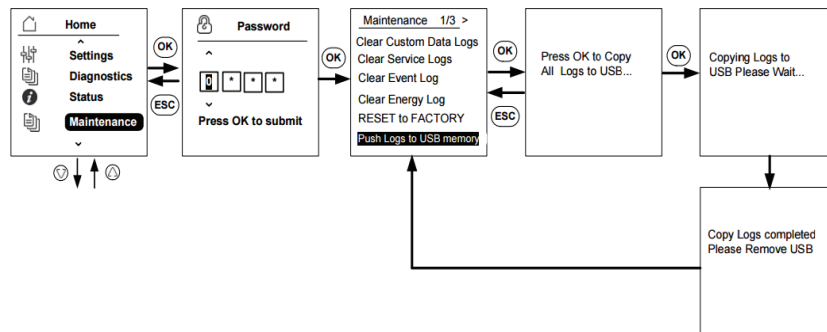 Home
Settings
Diagnostics
Status
Maintenance
OK
ESC
Password
0 * * *
Press OK to submit
OK
Maintenance 1/3 >
Clear Custom Data Logs
Clear Service Logs
Clear Event Log
Clear Energy Log
RESET to FACTORY
Push Logs to USB memory
OK
ESC
Press OK to Copy
All Logs to USB...
OK
Copying Logs to
USB Please Wait...
Copy Logs completed
Please Remove USB